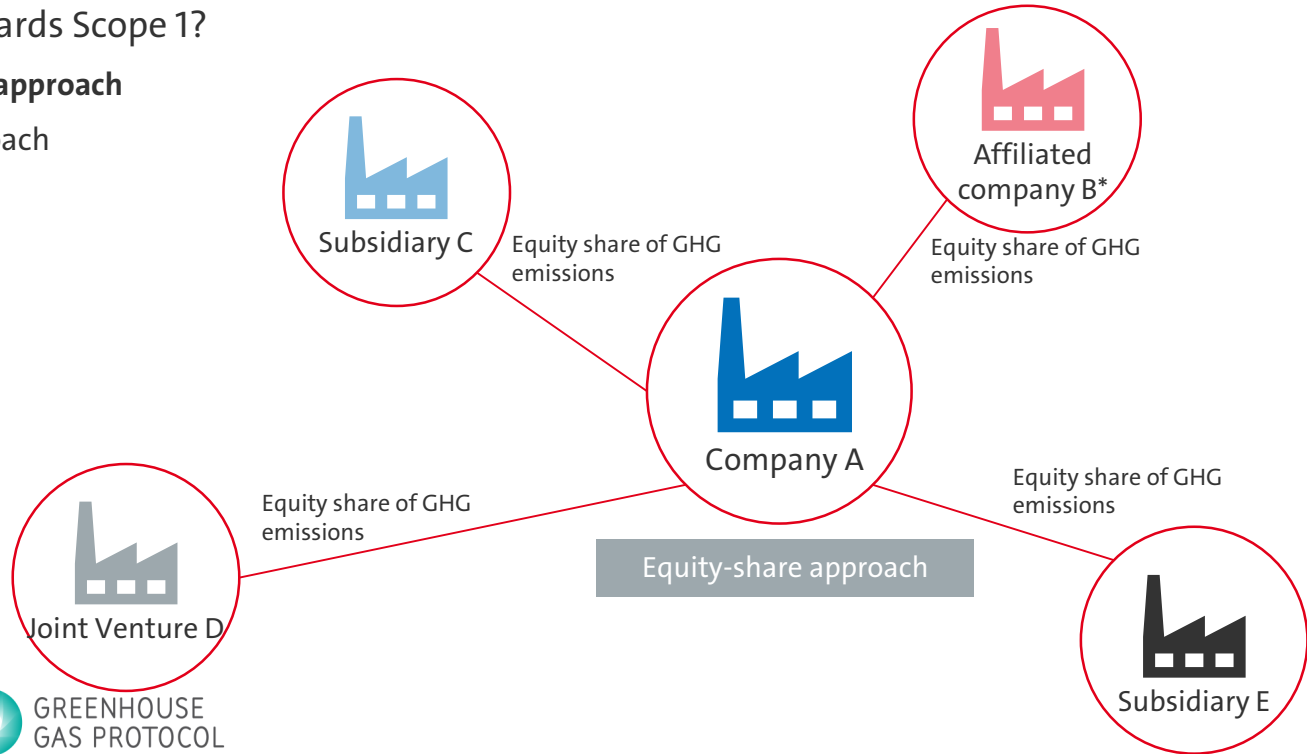 ards Scope 1?
approach
ach
Affiliated
company B*
Subsidiary C
Equity share of GHG
emissions
Equity share of GHG
emissions
Company A
Equity share of GHG
emissions
Equity share of GHG
emissions
Equity-share approach
Joint Venture D
Subsidiary E
GREENHOUSE
GAS PROTOCOL